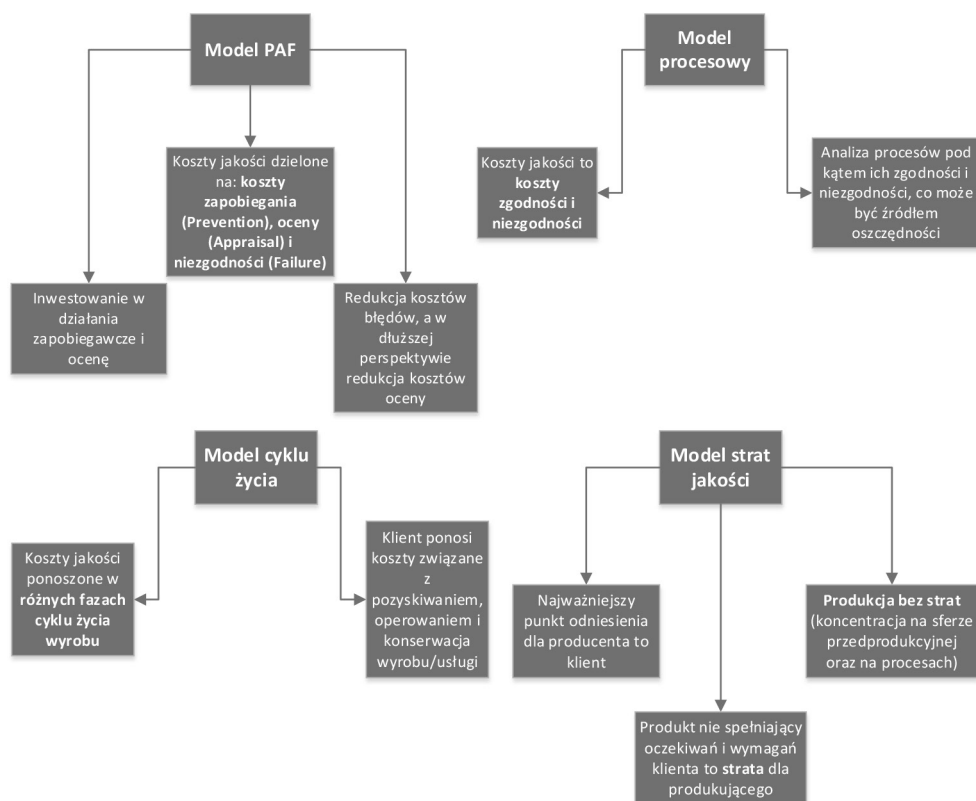 Model PAF
Koszty jakości dzielone
na: koszty
zapobiegania
(Prevention), oceny
(Appraisal) i
niezgodności (Failure)
Inwestowanie w
działania
zapobiegawcze i
ocenę
Redukcja kosztów
błędów, a w
dłuższej
perspektywie
redukcja kosztów
oceny
Model
procesowy
Koszty jakości to
koszty
zgodności i
niezgodności
Analiza procesów pod
kątem ich zgodności i
niezgodności, co może
być źródłem
oszczędności
Model cyklu
życia
Koszty jakości
ponoszone w
różnych fazach
cyklu życia
wyrobu
Klient ponosi
koszty związane
z
pozyskiwaniem,
operowaniem i
konserwacja
wyrobu/usługi
Model strat
jakości
Najważniejszy
punkt odniesienia
dla producenta to
klient
Produkt nie spełniający
oczekiwań i wymagań
klienta to strata dla
produkującego
Produkcja bez strat
(koncentracja na sferze
przedprodukcyjnej
oraz na procesach)